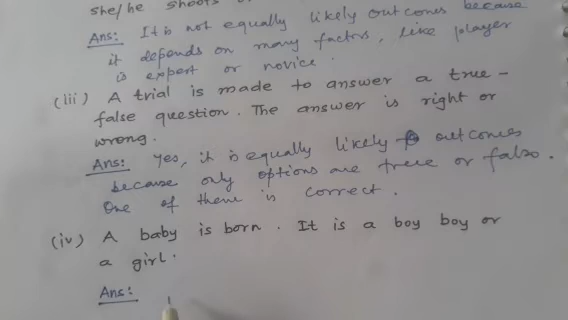 she/he shoots
Ans: It is not equally likely outcomes because
it depends on many factors, like player
is expert or novice.
(iii) A trial is made to answer a true-
false question. The answer is right or
wrong.
Ans: Yes, it is equally likely outcomes
because only options are true or false.
One of them is correct.
(iv) A baby is born. It is a boy boy or
a girl.
Ans: